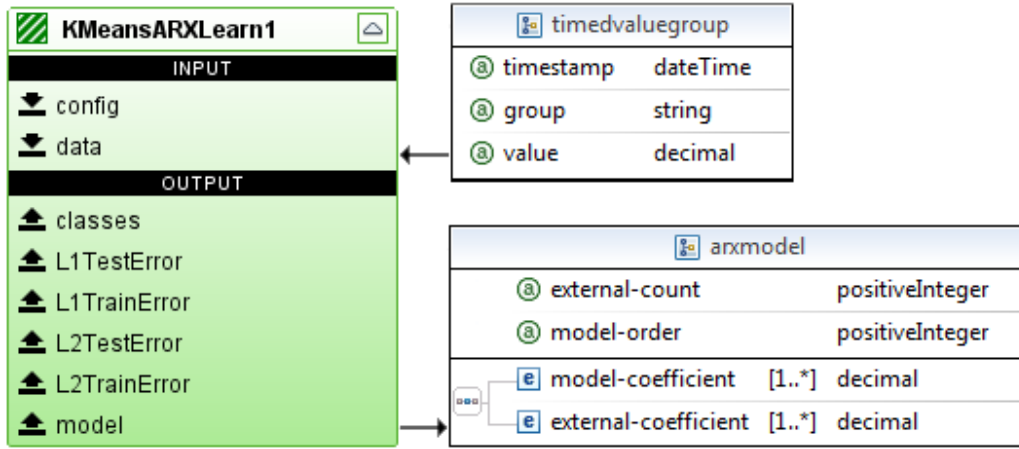 KMeansARXLearn1
INPUT
config
data
OUTPUT
classes
L1TestError
L1TrainError
L2TestError
L2TrainError
model
timedvaluegroup
a timestamp dateTime
a group string
a value decimal
arxmodel
a external-count positiveInteger
a model-order positiveInteger
e model-coefficient [1..*] decimal
e external-coefficient [1..*] decimal